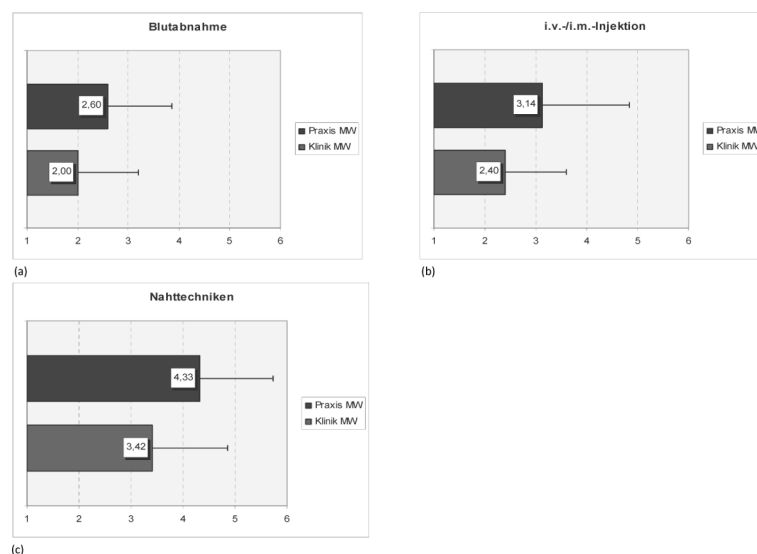 Blutabnahme
2,60
2,00
Praxis MW
Klinik MW
1 2 3 4 5 6
(a)
i.v.-/i.m.-Injektion
3,14
2,40
Praxis MW
Klinik MW
1 2 3 4 5 6
(b)
Nahttechniken
4,33
3,42
Praxis MW
Klinik MW
1 2 3 4 5 6
(c)